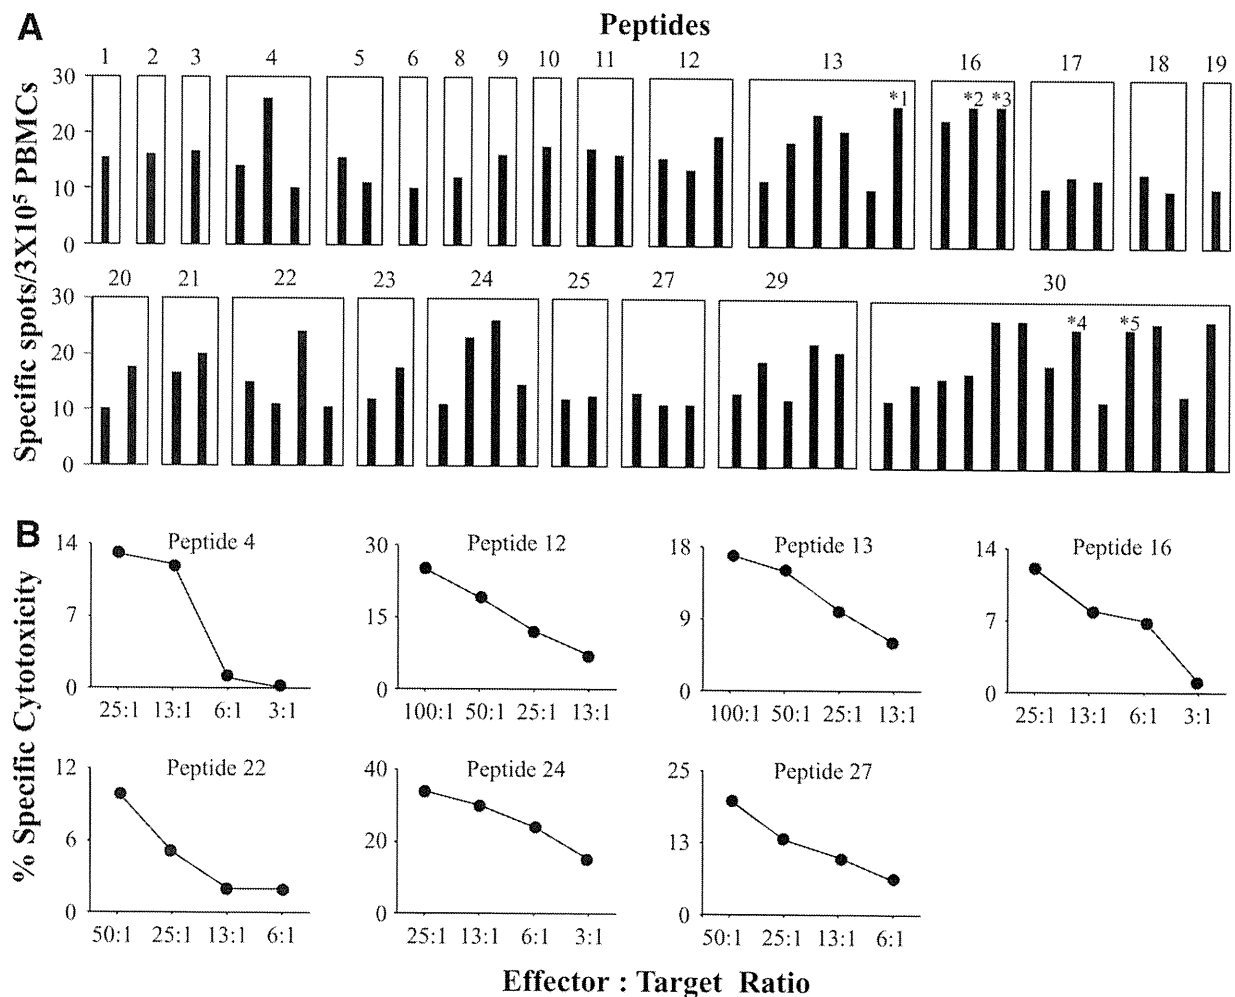 A
Peptides
1 2 3 4 5 6 8 9 10 11 12 13 16 17 18 19
30
20
10
0
*1 *2 *3
20 21 22 23 24 25 27 29 30
30
20
10
0
*4 *5
Specific spots/3X10⁵ PBMCs
B
Peptide 4
14
7
0
25:1 13:1 6:1 3:1
Peptide 12
30
15
0
100:1 50:1 25:1 13:1
Peptide 13
18
9
0
100:1 50:1 25:1 13:1
Peptide 16
14
7
0
25:1 13:1 6:1 3:1
Peptide 22
12
6
0
50:1 25:1 13:1 6:1
Peptide 24
40
20
0
25:1 13:1 6:1 3:1
Peptide 27
25
13
0
50:1 25:1 13:1 6:1
% Specific Cytotoxicity
Effector : Target Ratio